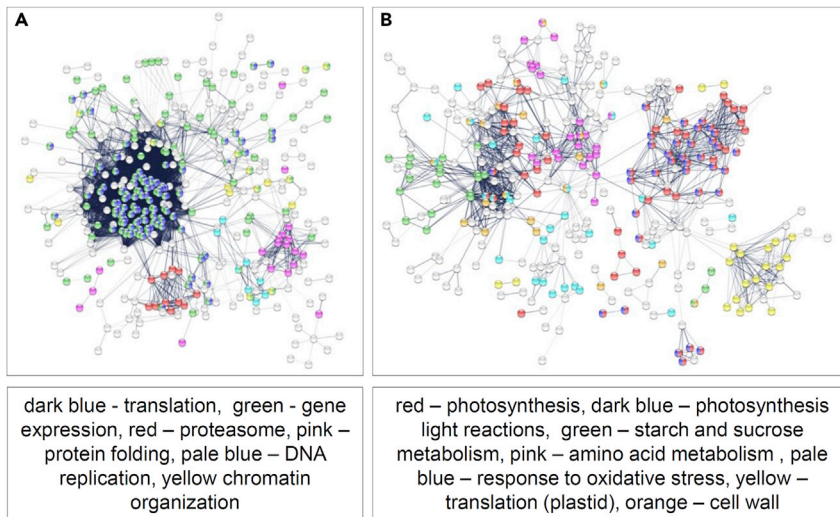 A
B
dark blue - translation, green - gene
expression, red – proteasome, pink –
protein folding, pale blue – DNA
replication, yellow chromatin
organization
red – photosynthesis, dark blue – photosynthesis
light reactions, green – starch and sucrose
metabolism, pink – amino acid metabolism , pale
blue – response to oxidative stress, yellow –
translation (plastid), orange – cell wall